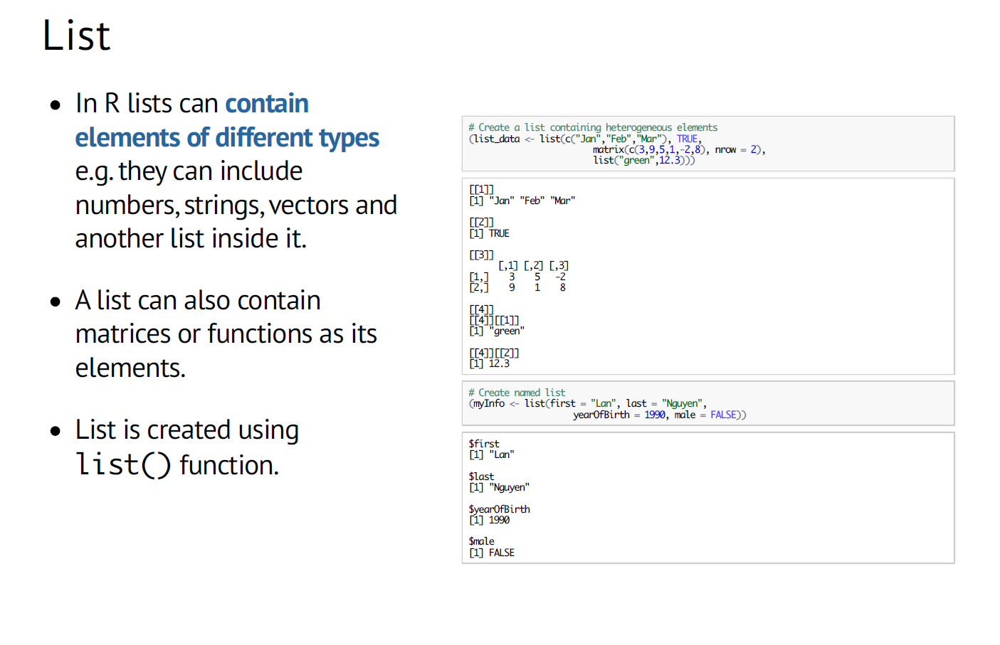 List
• In R lists can contain
elements of different types
e.g. they can include
numbers, strings, vectors and
another list inside it.
• A list can also contain
matrices or functions as its
elements.
• List is created using
list() function.
# Create a list containing heterogeneous elements
(list_data <- list(c("Jan","Feb","Mar"), TRUE,
matrix(c(3,9,5,1,-2,8), nrow = 2),
list("green",12.3)))
[[1]]
[1] "Jan" "Feb" "Mar"
[[2]]
[1] TRUE
[[3]]
[,1] [,2] [,3]
[1,] 3 5 -2
[2,] 9 1 8
[[4]]
[[4]][[1]]
[1] "green"
[[4]][[2]]
[1] 12.3
# Create named list
(myInfo <- list(first = "Lan", last = "Nguyen",
yearOfBirth = 1990, male = FALSE))
$first
[1] "Lan"
$last
[1] "Nguyen"
$yearOfBirth
[1] 1990
$male
[1] FALSE